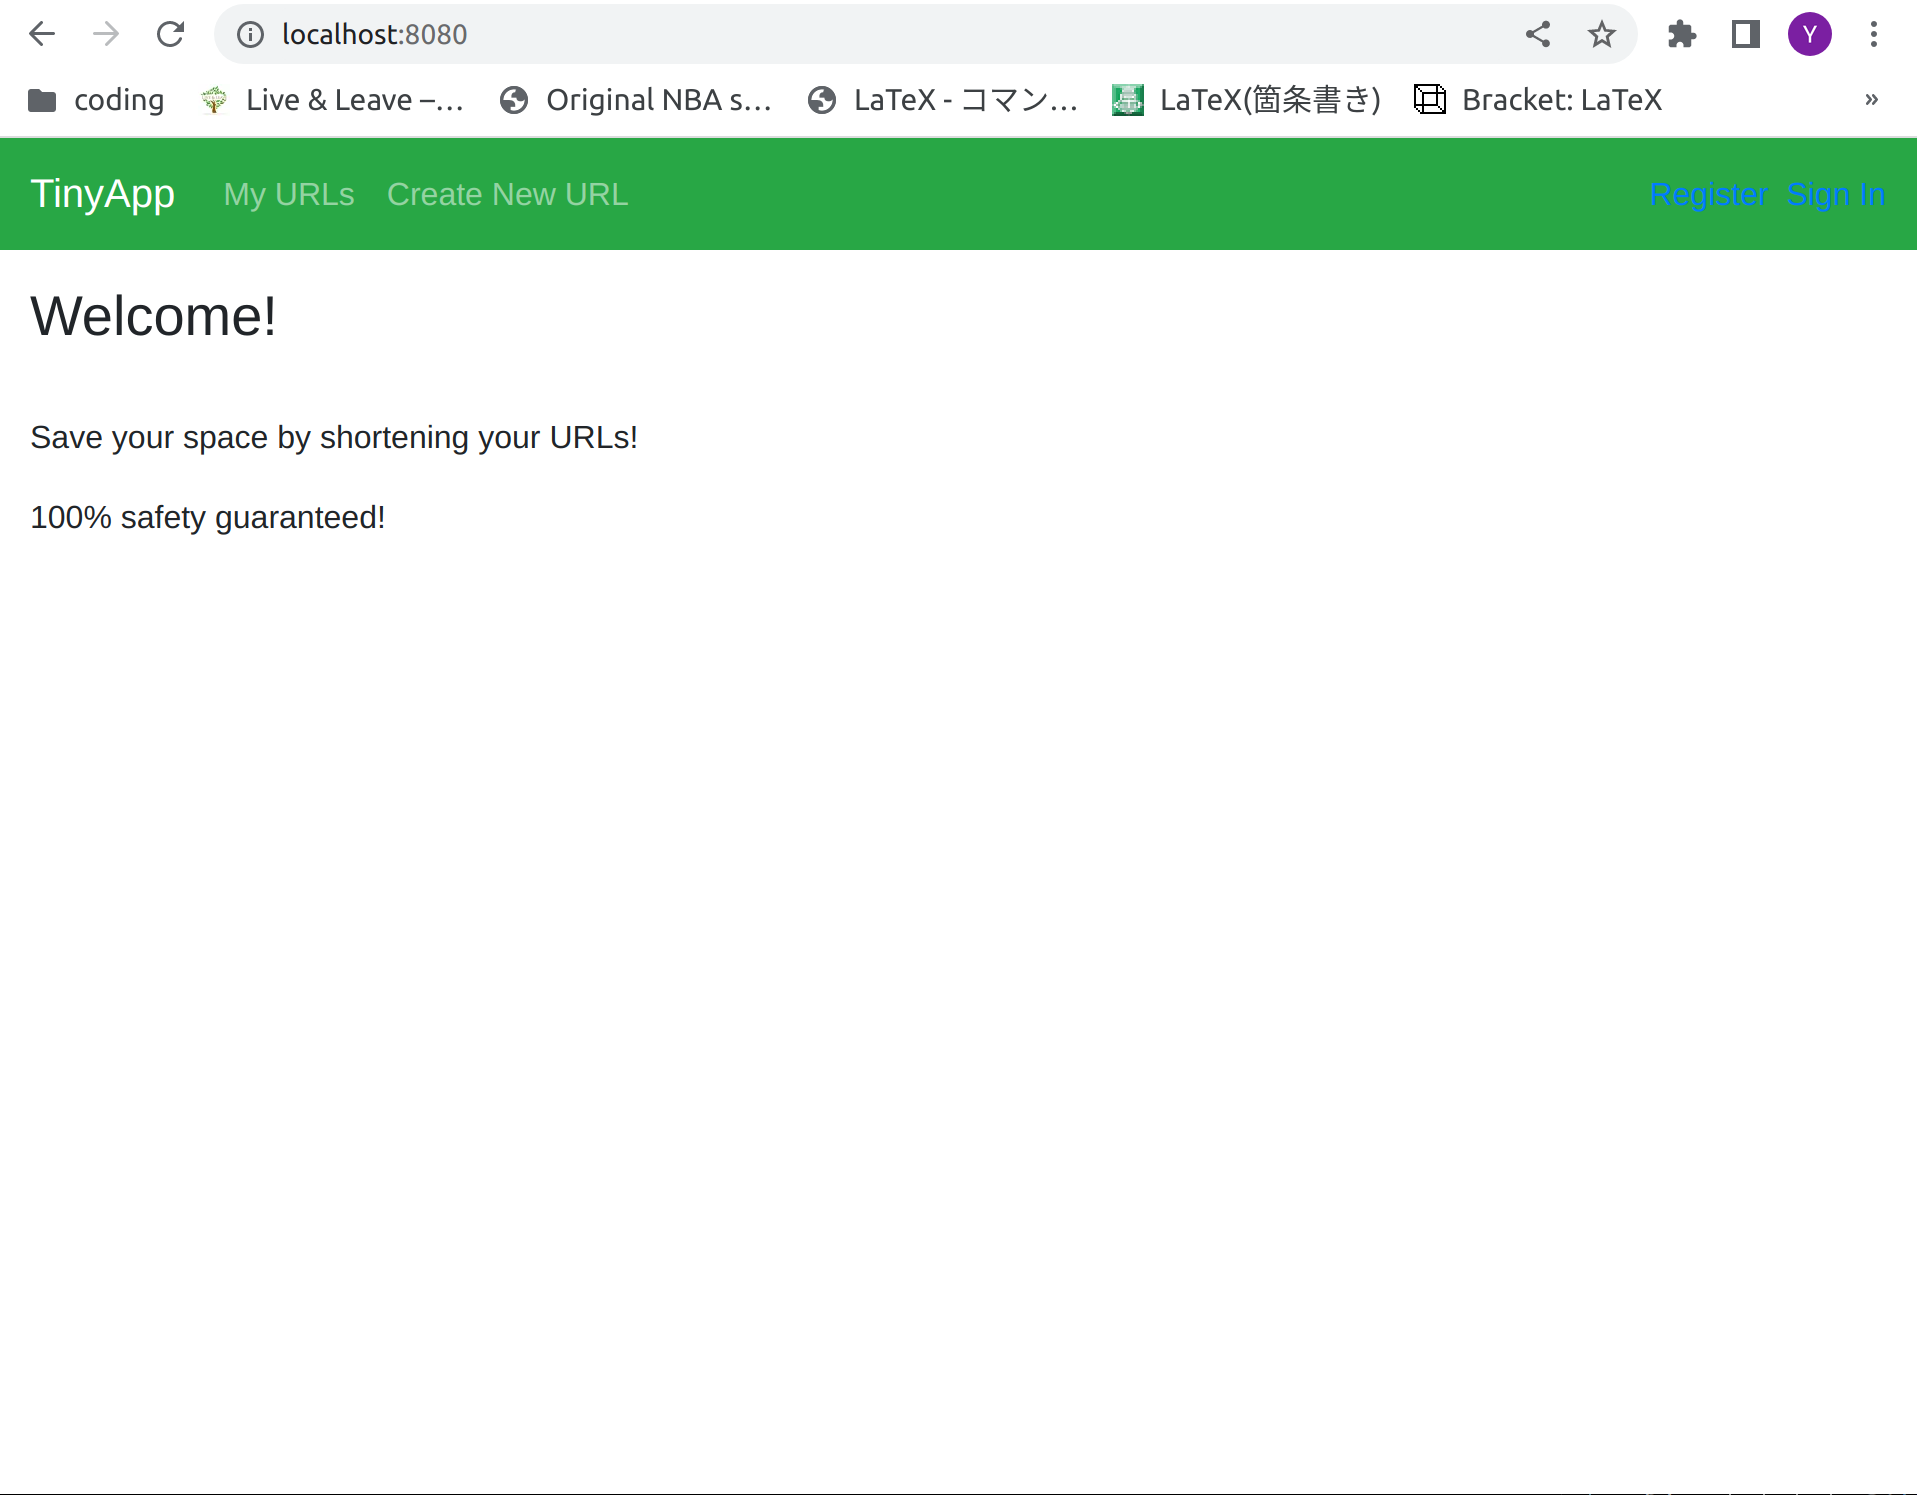 localhost:8080
Y
coding Live & Leave –... Original NBA s... LaTeX - コマン... LaTeX(箇条書き) Bracket: LaTeX »
TinyApp My URLs Create New URL Register Sign In
Welcome!
Save your space by shortening your URLs!
100% safety guaranteed!